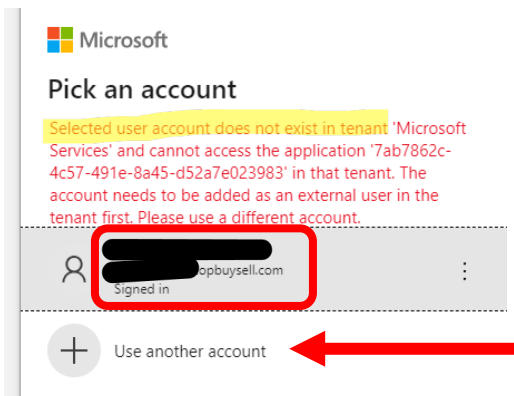 Microsoft
Pick an account
Selected user account does not exist in tenant 'Microsoft
Services' and cannot access the application '7ab7862c-
4c57-491e-8a45-d52a7e023983' in that tenant. The
account needs to be added as an external user in the
tenant first. Please use a different account.
opbuysell.com
Signed in
Use another account